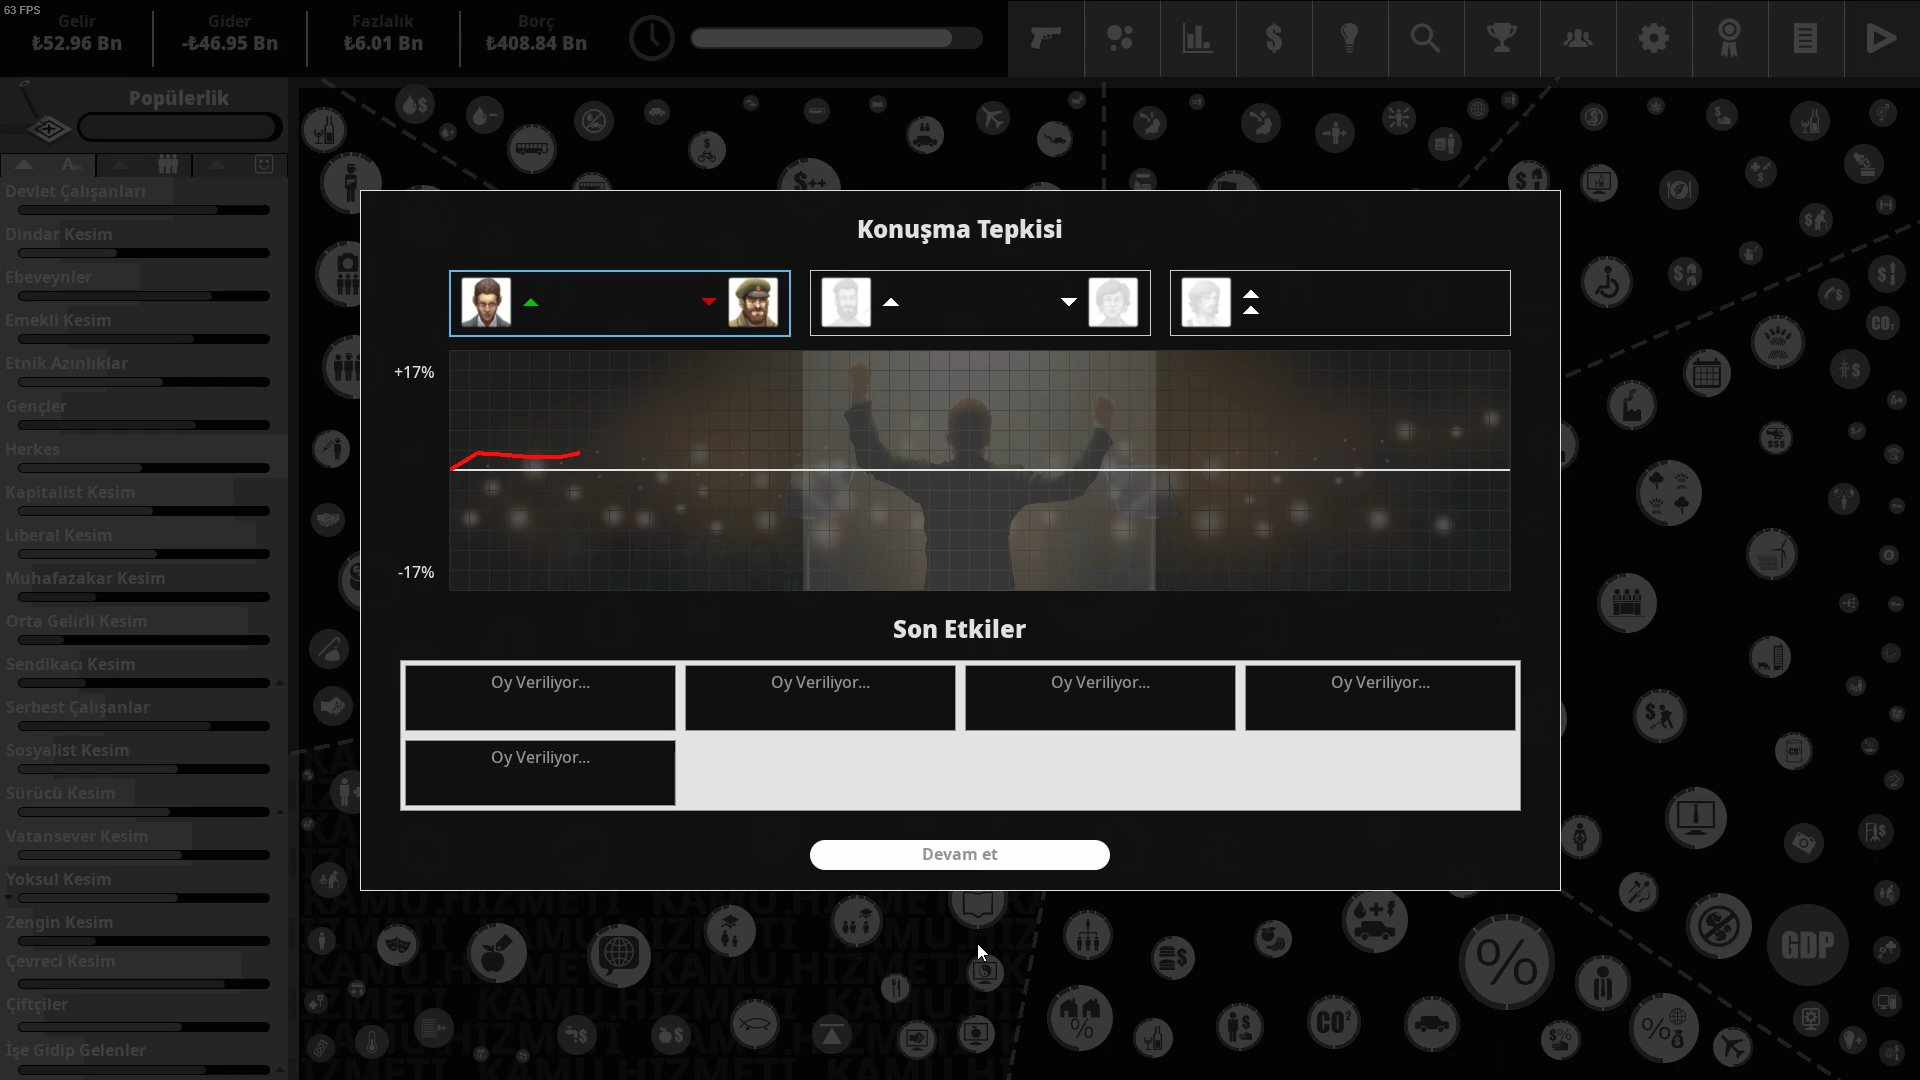 63 FPS
Gelir
Gider
Fazlalık
Borç
₺52.96 Bn
-₺46.95 Bn
₺6.01 Bn
₺408.84 Bn
Popülerlik
Devlet Çalışanları
Dindar Kesim
Ebeveynler
Emekli Kesim
Etnik Azınlıklar
Gençler
Herkes
Kapitalist Kesim
Liberal Kesim
Muhafazakar Kesim
Orta Gelirli Kesim
Sendikacı Kesim
Serbest Çalışanlar
Sosyalist Kesim
Sürücü Kesim
Vatansever Kesim
Yoksul Kesim
Zengin Kesim
Çevreci Kesim
Çiftçiler
İşe Gidip Gelenler
Konuşma Tepkisi
+17%
-17%
Son Etkiler
Oy Veriliyor...
Oy Veriliyor...
Oy Veriliyor...
Oy Veriliyor...
Oy Veriliyor...
Devam et
KAMU HİZMETİ
GDP
CO²